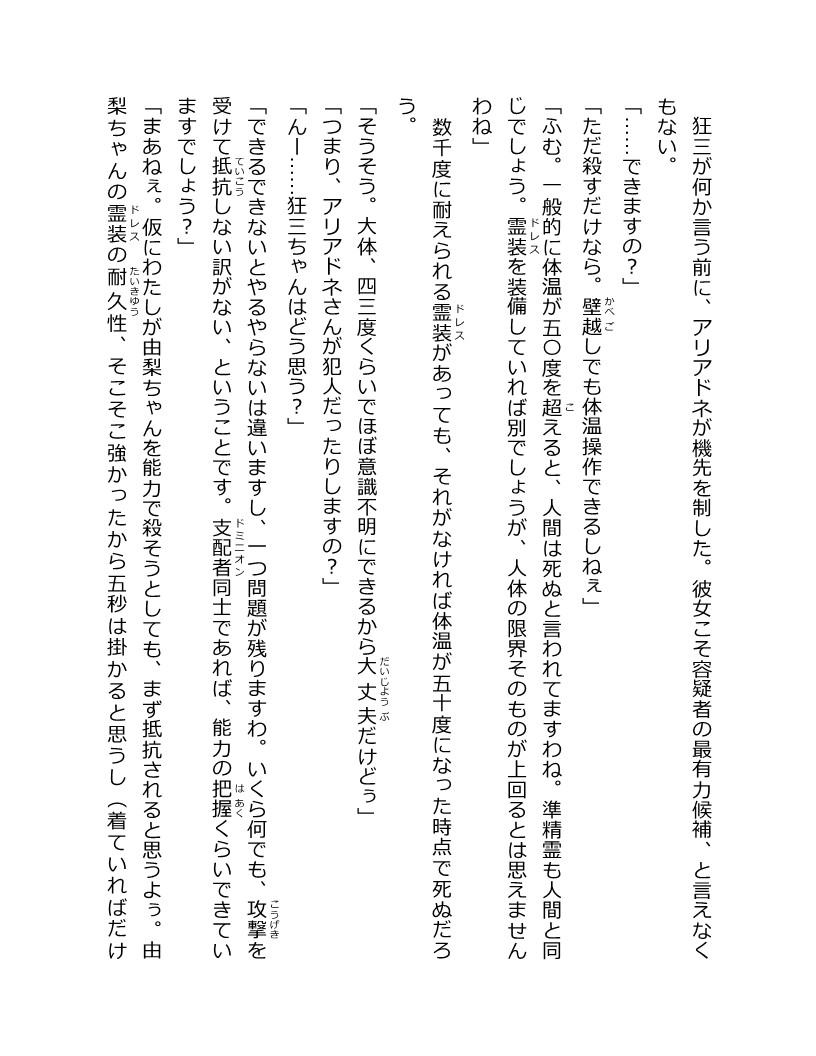 狂三が何か言う前に、アリアドネが機先を制した。彼女こそ容疑者の最有力候補、と言えなく
もない。
「……できますの？」
「ただ殺すだけなら。壁越しでも体温操作できるしねぇ」
「ふむ。一般的に体温が五〇度を超えると、人間は死ぬと言われてますわね。準精霊も人間と同
じでしょう。霊装を装備していれば別でしょうが、人体の限界そのものが上回るとは思えません
わね」
数千度に耐えられる霊装があっても、それがなければ体温が五十度になった時点で死ぬだろ
う。
「そうそう。大体、四三度くらいでほぼ意識不明にできるから大丈夫だけどぅ」
「つまり、アリアドネさんが犯人だったりしますの？」
「んー……狂三ちゃんはどう思う？」
「できるできないとやるやらないは違いますし、一つ問題が残りますわ。いくら何でも、攻撃を
受けて抵抗しない訳がない、ということです。支配者同士であれば、能力の把握くらいできてい
ますでしょう？」
「まあねぇ。仮にわたしが由梨ちゃんを能力で殺そうとしても、まず抵抗されると思うよぅ。由
梨ちゃんの霊装の耐久性、そこそこ強かったから五秒は掛かると思うし（着ていればだけ